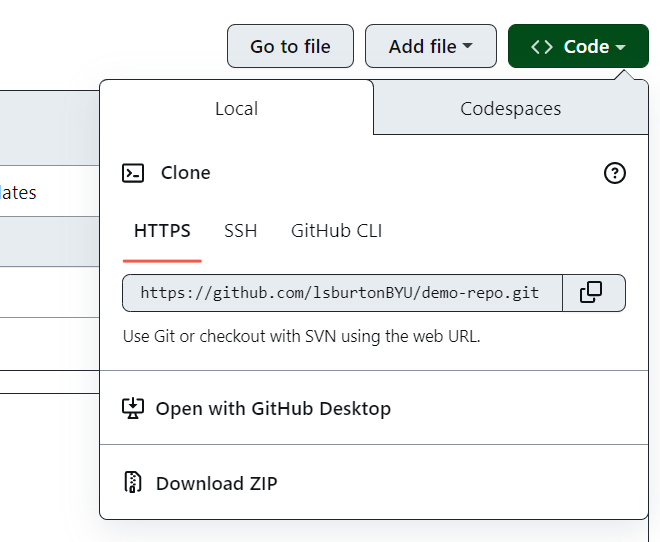 Go to file Add file <> Code
Local Codespaces
lates
Clone
HTTPS SSH GitHub CLI
https://github.com/lsburtonBYU/demo-repo.git
Use Git or checkout with SVN using the web URL.
Open with GitHub Desktop
Download ZIP